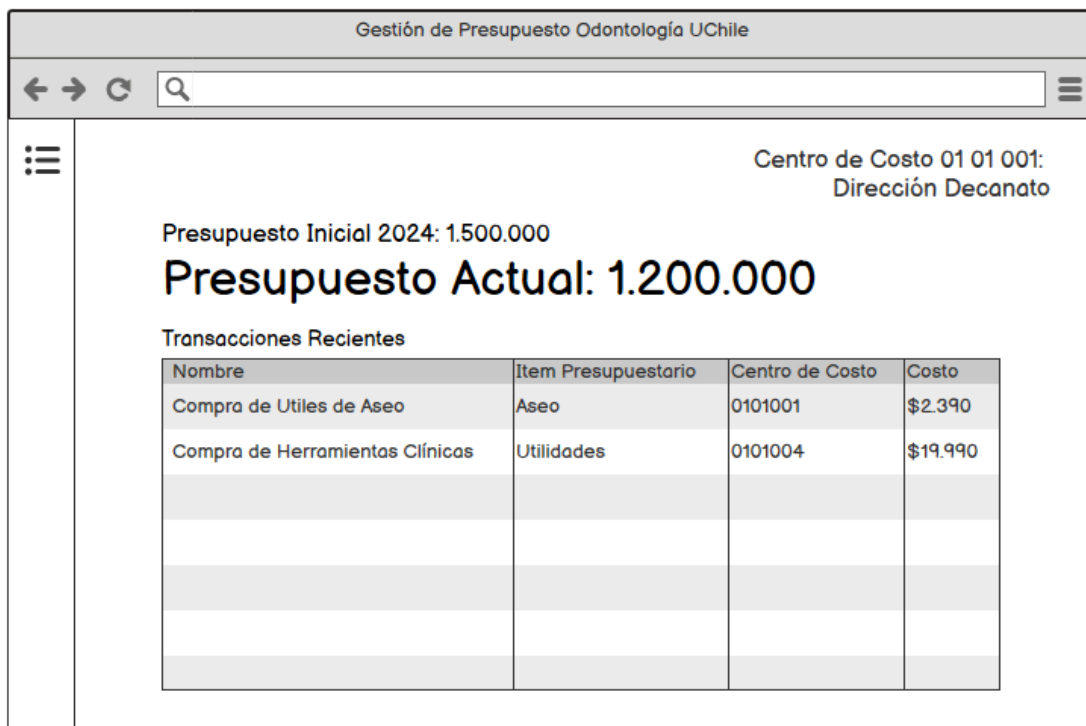 Gestión de Presupuesto Odontología UChile
Centro de Costo 01 01 001:
Dirección Decanato
Presupuesto Inicial 2024: 1.500.000
Presupuesto Actual: 1.200.000
Transacciones Recientes
Nombre Item Presupuestario Centro de Costo Costo
Compra de Utiles de Aseo Aseo 0101001 $2.390
Compra de Herramientas Clínicas Utilidades 0101004 $19.990